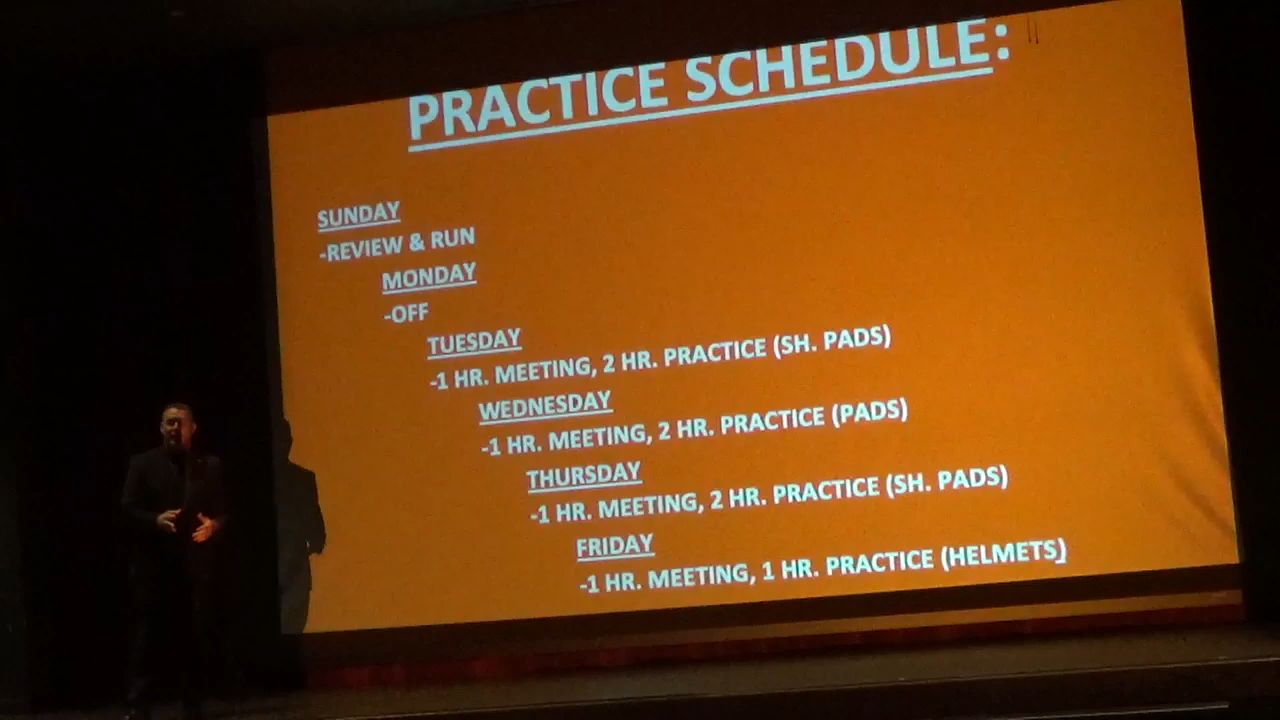 PRACTICE SCHEDULE:
SUNDAY
-REVIEW & RUN
MONDAY
-OFF
TUESDAY
-1 HR. MEETING, 2 HR. PRACTICE (SH. PADS)
WEDNESDAY
-1 HR. MEETING, 2 HR. PRACTICE (PADS)
THURSDAY
-1 HR. MEETING, 2 HR. PRACTICE (SH. PADS)
FRIDAY
-1 HR. MEETING, 1 HR. PRACTICE (HELMETS)